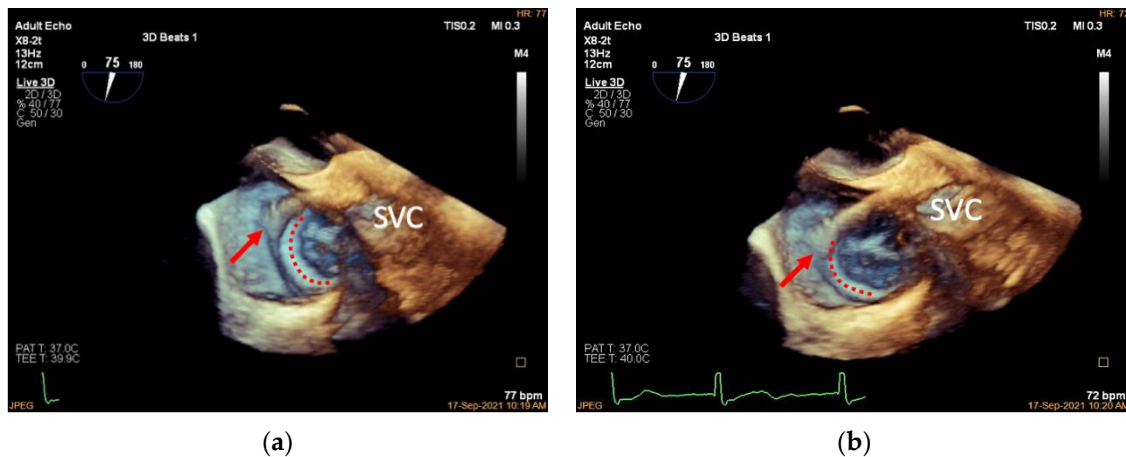 HR: 77
Adult Echo
TIS0.2 MI 0.3
X8-2t
3D Beats 1
13Hz
12cm
M4
0 75 180
Live 3D
2D / 3D
% 40 / 77
C 50 / 30
Gen
SVC
PAT T: 37.0C
TEE T: 39.9C
77 bpm
JPEG
17-Sep-2021 10:19 AM
(a)
Adult Echo
TIS0.2 MI 0.3
X8-2t
3D Beats 1
13Hz
12cm
M4
0 75 180
Live 3D
2D / 3D
% 40 / 77
C 50 / 30
Gen
SVC
PAT T: 37.0C
TEE T: 40.0C
72 bpm
JPEG
17-Sep-2021 10:20 AM
(b)